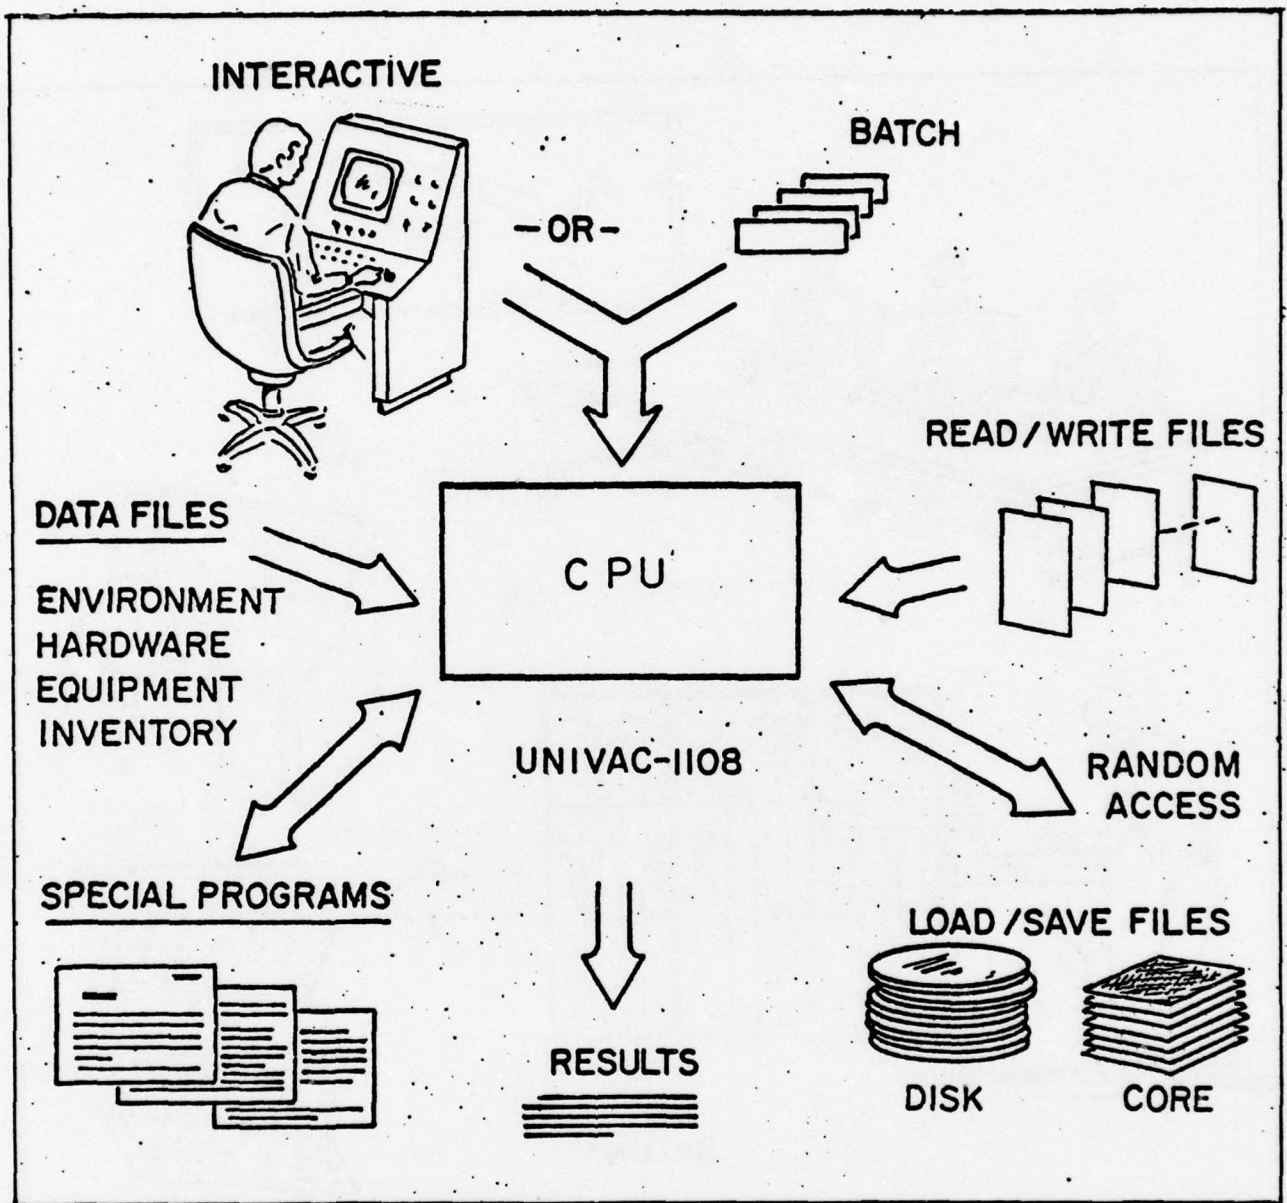 INTERACTIVE
BATCH
-OR-
READ/WRITE FILES
DATA FILES
ENVIRONMENT
HARDWARE
EQUIPMENT
INVENTORY
CPU
UNIVAC-1108
RANDOM
ACCESS
SPECIAL PROGRAMS
LOAD/SAVE FILES
RESULTS
DISK
CORE